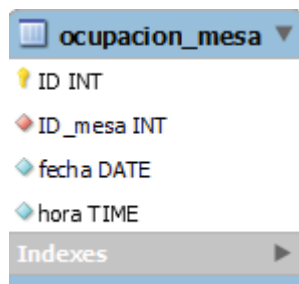 ocupacion_mesa
ID INT
ID_mesa INT
fecha DATE
hora TIME
Indexes